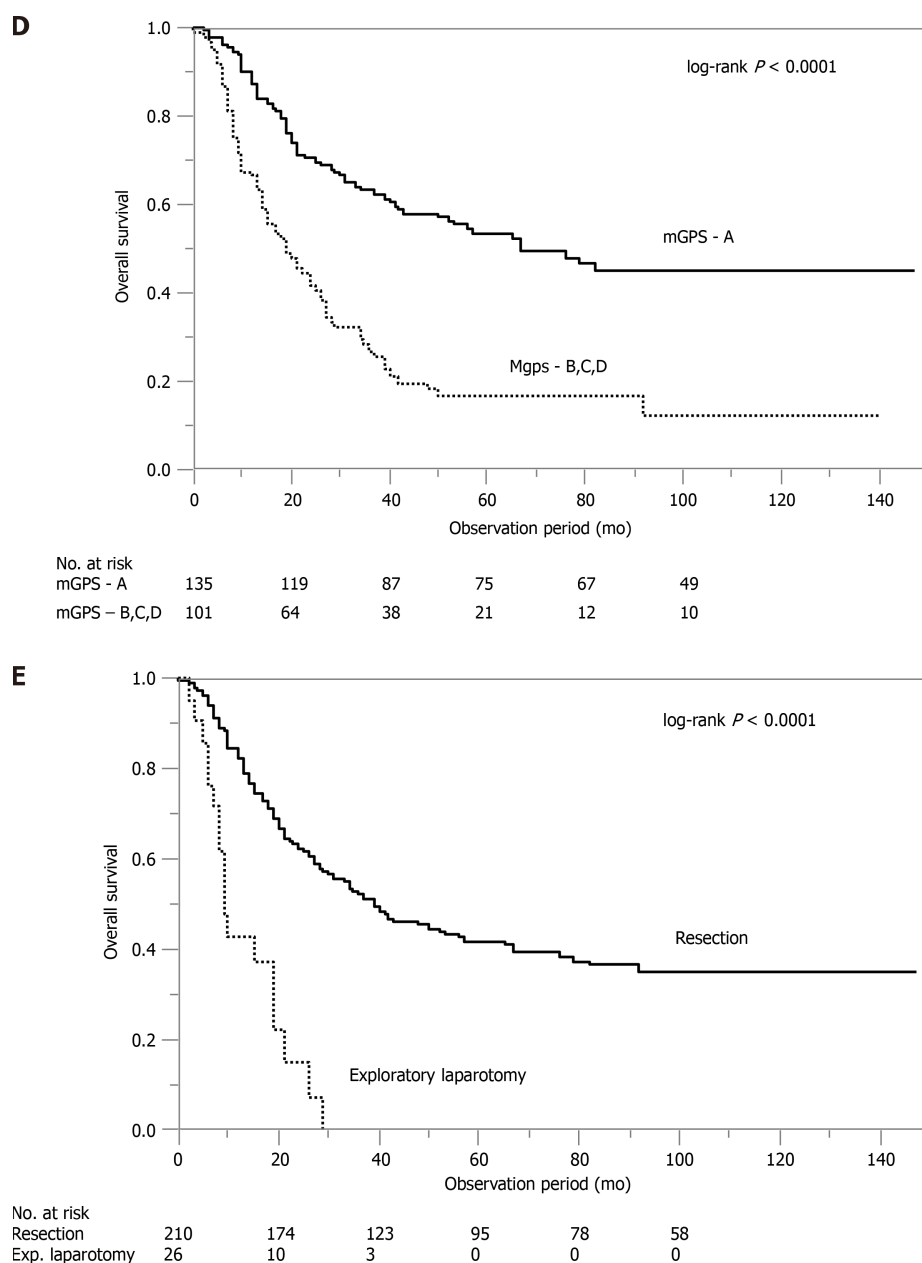 D
1.0
log-rank P < 0.0001
0.8
0.6
mGPS - A
Overall survival
0.4
Mgps - B,C,D
0.2
0.0
0 20 40 60 80 100 120 140
Observation period (mo)
No. at risk
mGPS - A 135 119 87 75 67 49
mGPS – B,C,D 101 64 38 21 12 10
E
1.0
log-rank P < 0.0001
0.8
0.6
Overall survival
Resection
0.4
0.2
Exploratory laparotomy
0.0
0 20 40 60 80 100 120 140
Observation period (mo)
No. at risk
Resection 210 174 123 95 78 58
Exp. laparotomy 26 10 3 0 0 0